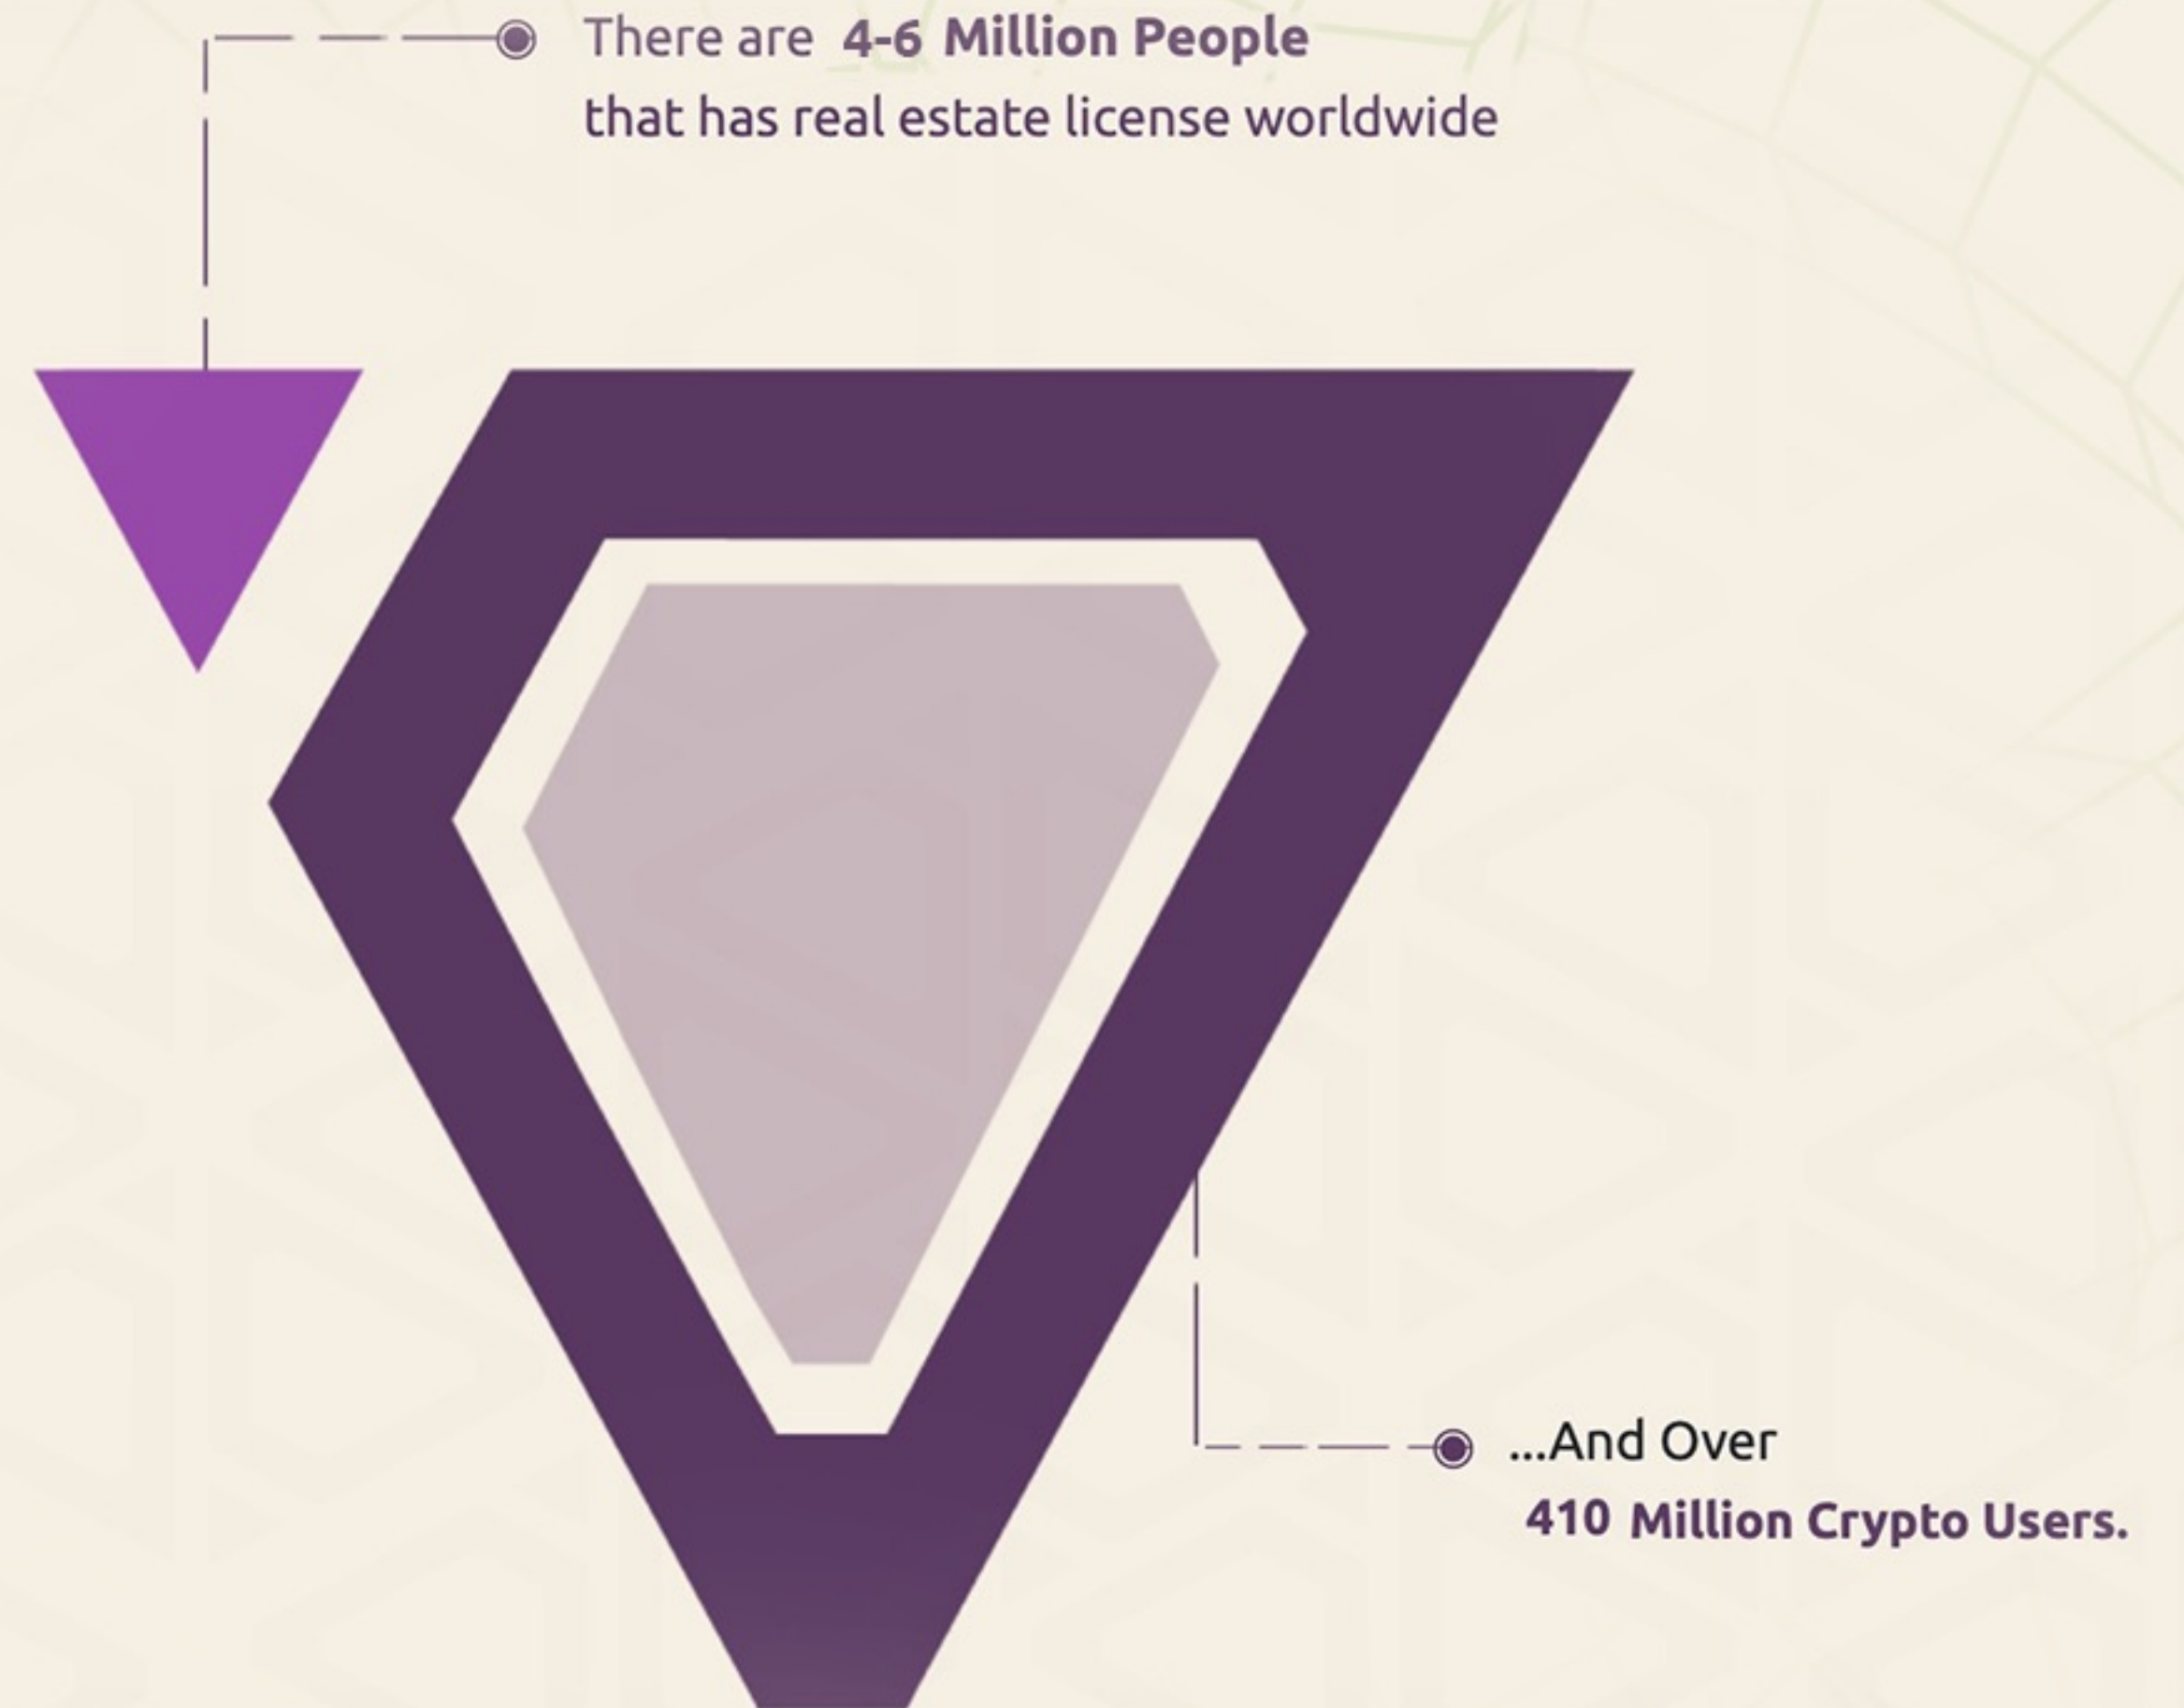 There are 4-6 Million People
that has real estate license worldwide
...And Over
410 Million Crypto Users.